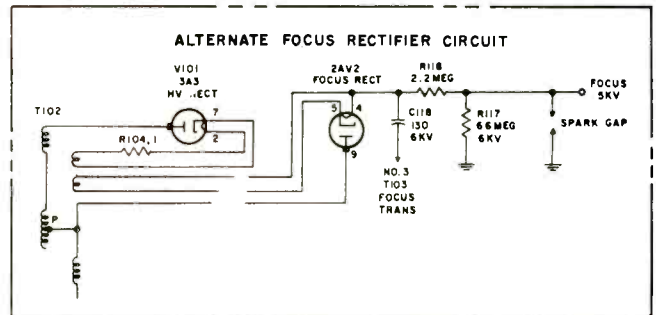 ALTERNATE FOCUS RECTIFIER CIRCUIT
V101
3A3
HV
T102
7
2
R104,1
P
2AV2
FOCUS RECT
5
4
9
R118
2.2 MEG
C118
130
6KV
NO.3
T103
FOCUS
TRANS
R117
66MEG
6KV
FOCUS
5KV
SPARK GAP